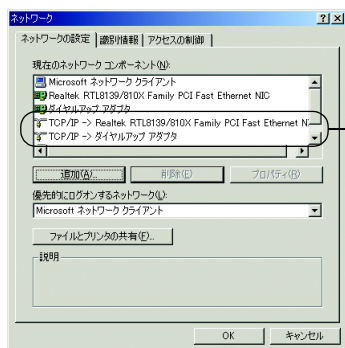 ネットワーク
ネットワークの設定 識別情報 アクセスの制御
現在のネットワーク コンポーネント(N):
Microsoft ネットワーク クライアント
Realtek RTL8139/810X Family PCI Fast Ethernet NIC
ダイヤルアップ アダプタ
TCP/IP -> Realtek RTL8139/810X Family PCI Fast Ethernet N
TCP/IP -> ダイヤルアップ アダプタ
追加(A)... 削除(E) プロパティ(R)
優先的にログオンするネットワーク(L):
Microsoft ネットワーク クライアント
ファイルとプリンタの共有(F)...
説明
OK キャンセル